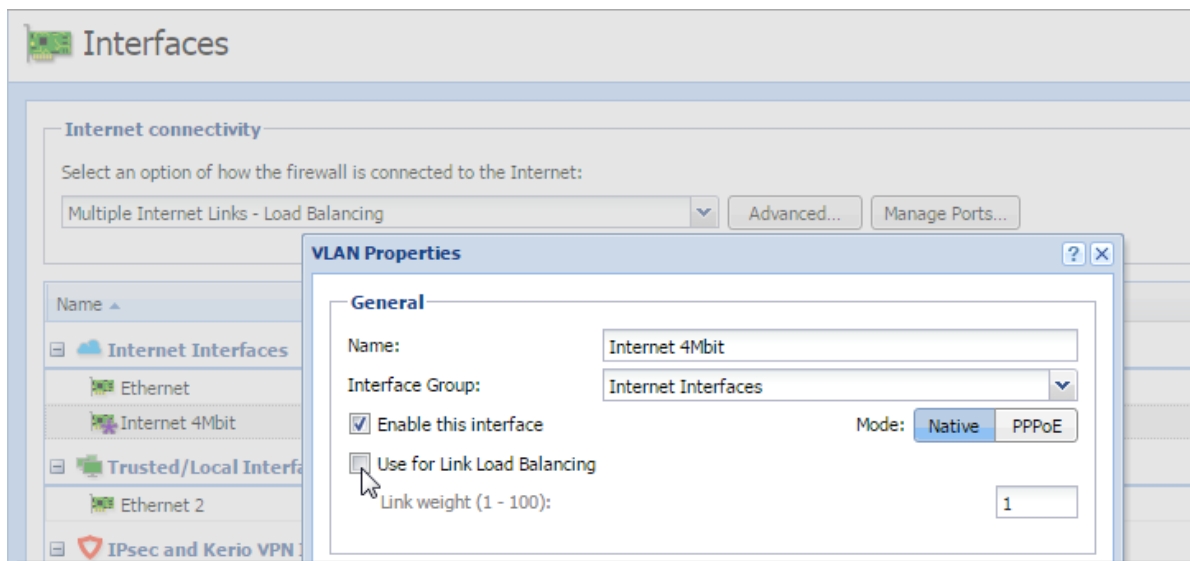 Interfaces
Internet connectivity
Select an option of how the firewall is connected to the Internet:
Multiple Internet Links - Load Balancing
Advanced...
Manage Ports...
VLAN Properties
?
General
Name
Name:
Internet 4Mbit
Internet Interfaces
Interface Group:
Internet Interfaces
Ethernet
Enable this interface
Mode:
Native
PPPoE
Internet 4Mbit
Trusted/Local
Use for Link Load Balancing
Ethernet 2
Link weight (1 - 100):
1
IPsec and Kerio VPN